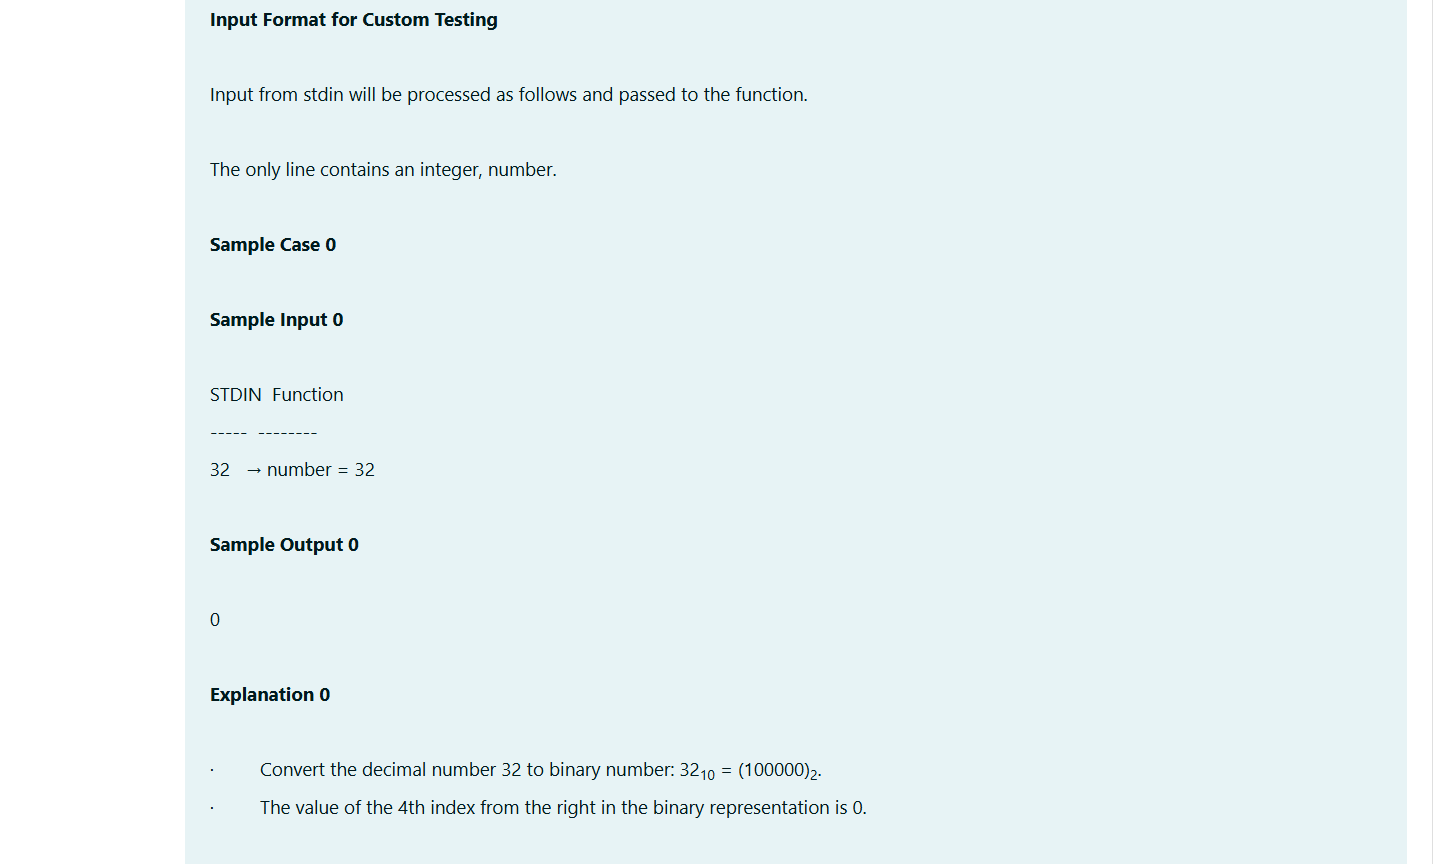 Input Format for Custom Testing
Input from stdin will be processed as follows and passed to the function.
The only line contains an integer, number.
Sample Case 0
Sample Input 0
STDIN  Function
-----  --------
32   → number = 32
Sample Output 0
0
Explanation 0
·        Convert the decimal number 32 to binary number: 32₁₀ = (100000)₂.
·        The value of the 4th index from the right in the binary representation is 0.